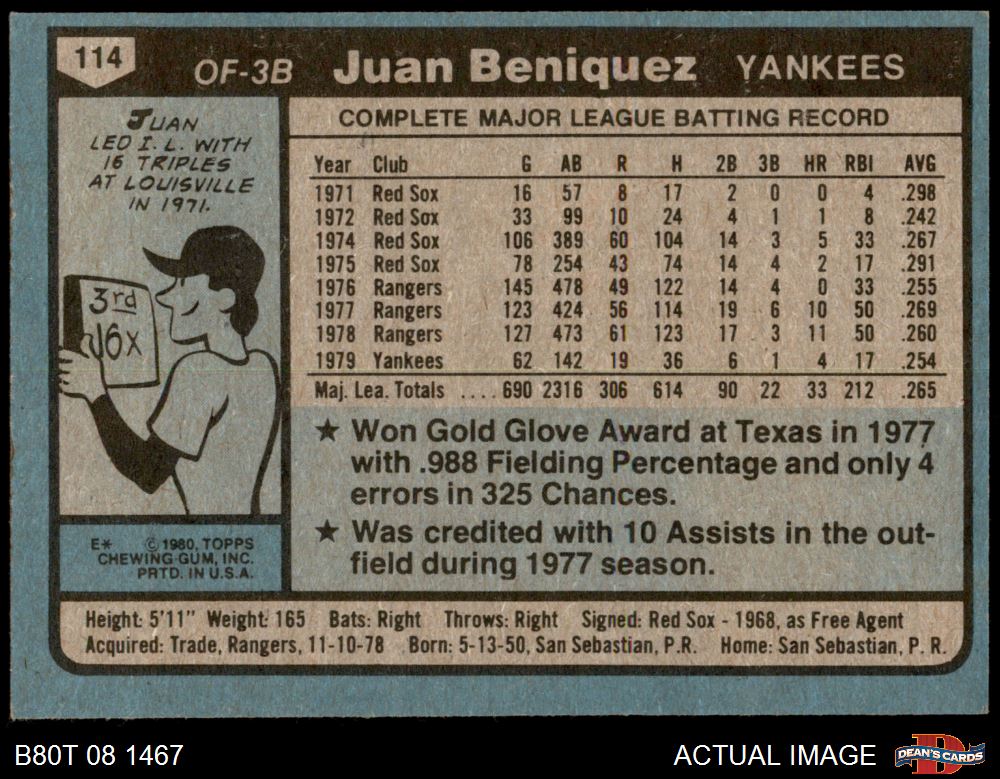 114 OF-3B Juan Beniquez YANKEES
JUAN
LED I. L. WITH
16 TRIPLES
AT LOUISVILLE
IN 1971.
3rd
16x
E* © 1980, TOPPS
CHEWING GUM, INC.
PRTD. IN U.S.A.
COMPLETE MAJOR LEAGUE BATTING RECORD
Year Club G AB R H 2B 3B HR RBI AVG
1971 Red Sox 16 57 8 17 2 0 0 4 .298
1972 Red Sox 33 99 10 24 4 1 1 8 .242
1974 Red Sox 106 389 60 104 14 3 5 33 .267
1975 Red Sox 78 254 43 74 14 4 2 17 .291
1976 Rangers 145 478 49 122 14 4 0 33 .255
1977 Rangers 123 424 56 114 19 6 10 50 .269
1978 Rangers 127 473 61 123 17 3 11 50 .260
1979 Yankees 62 142 19 36 6 1 4 17 .254
Maj. Lea. Totals .... 690 2316 306 614 90 22 33 212 .265
★ Won Gold Glove Award at Texas in 1977
with .988 Fielding Percentage and only 4
errors in 325 Chances.
★ Was credited with 10 Assists in the out-
field during 1977 season.
Height: 5'11" Weight: 165 Bats: Right Throws: Right Signed: Red Sox - 1968, as Free Agent
Acquired: Trade, Rangers, 11-10-78 Born: 5-13-50, San Sebastian, P.R. Home: San Sebastian, P. R.
B80T 08 1467 ACTUAL IMAGE DEAN'S CARDS